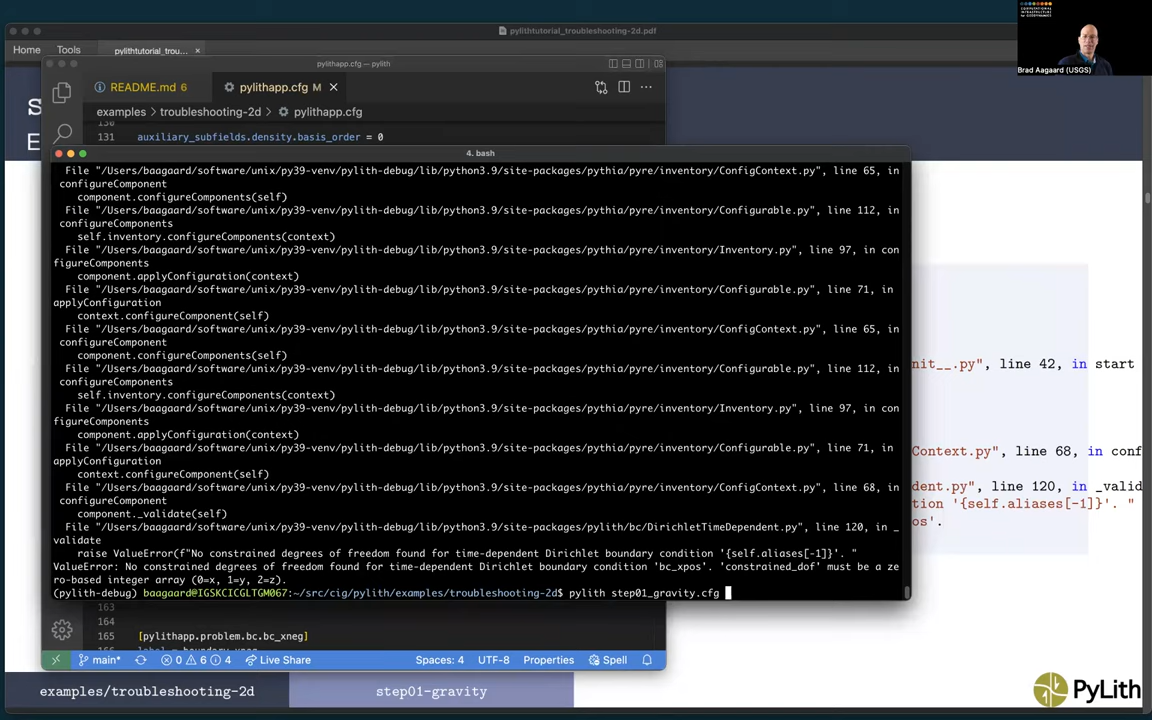 COMPUTATIONAL
INFRASTRUCTURE
for GEODYNAMICS
Brad Aagaard (USGS)
pylithtutorial_troubleshooting-2d.pdf
Home Tools pylithtutorial_trou... ×
pylithapp.cfg — pylith
README.md 6 pylithapp.cfg M
examples > troubleshooting-2d > pylithapp.cfg
130
131 auxiliary_subfields.density.basis_order = 0
4. bash
File "/Users/baagaard/software/unix/py39-venv/pylith-debug/lib/python3.9/site-packages/pythia/pyre/inventory/ConfigContext.py", line 65, in
configureComponent
component.configureComponents(self)
File "/Users/baagaard/software/unix/py39-venv/pylith-debug/lib/python3.9/site-packages/pythia/pyre/inventory/Configurable.py", line 112, in
configureComponents
self.inventory.configureComponents(context)
File "/Users/baagaard/software/unix/py39-venv/pylith-debug/lib/python3.9/site-packages/pythia/pyre/inventory/Inventory.py", line 97, in con
figureComponents
component.applyConfiguration(context)
File "/Users/baagaard/software/unix/py39-venv/pylith-debug/lib/python3.9/site-packages/pythia/pyre/inventory/Configurable.py", line 71, in
applyConfiguration
context.configureComponent(self)
File "/Users/baagaard/software/unix/py39-venv/pylith-debug/lib/python3.9/site-packages/pythia/pyre/inventory/ConfigContext.py", line 65, in
configureComponent
component.configureComponents(self)
File "/Users/baagaard/software/unix/py39-venv/pylith-debug/lib/python3.9/site-packages/pythia/pyre/inventory/Configurable.py", line 112, in
configureComponents
self.inventory.configureComponents(context)
File "/Users/baagaard/software/unix/py39-venv/pylith-debug/lib/python3.9/site-packages/pythia/pyre/inventory/Inventory.py", line 97, in con
figureComponents
component.applyConfiguration(context)
File "/Users/baagaard/software/unix/py39-venv/pylith-debug/lib/python3.9/site-packages/pythia/pyre/inventory/Configurable.py", line 71, in
applyConfiguration
context.configureComponent(self)
File "/Users/baagaard/software/unix/py39-venv/pylith-debug/lib/python3.9/site-packages/pythia/pyre/inventory/ConfigContext.py", line 68, in
configureComponent
component._validate(self)
File "/Users/baagaard/software/unix/py39-venv/pylith-debug/lib/python3.9/site-packages/pylith/bc/DirichletTimeDependent.py", line 120, in _
validate
raise ValueError(f"No constrained degrees of freedom found for time-dependent Dirichlet boundary condition '{self.aliases[-1]}'. "
ValueError: No constrained degrees of freedom found for time-dependent Dirichlet boundary condition 'bc_xpos'. 'constrained_dof' must be a ze
ro-based integer array (0=x, 1=y, 2=z).
(pylith-debug) baagaard@IGSKCICGLTGM067:~/src/cig/pylith/examples/troubleshooting-2d$ pylith step01_gravity.cfg
nit__.py", line 42, in start
Context.py", line 68, in conf
dent.py", line 120, in _valid
tion '{self.aliases[-1]}'. "
os'.
163
164
165 [pylithapp.problem.bc.bc_xneg]
166 label = boundary_xneg
main* 0 6 4 Live Share Spaces: 4 UTF-8 Properties Spell
examples/troubleshooting-2d step01-gravity
PyLith